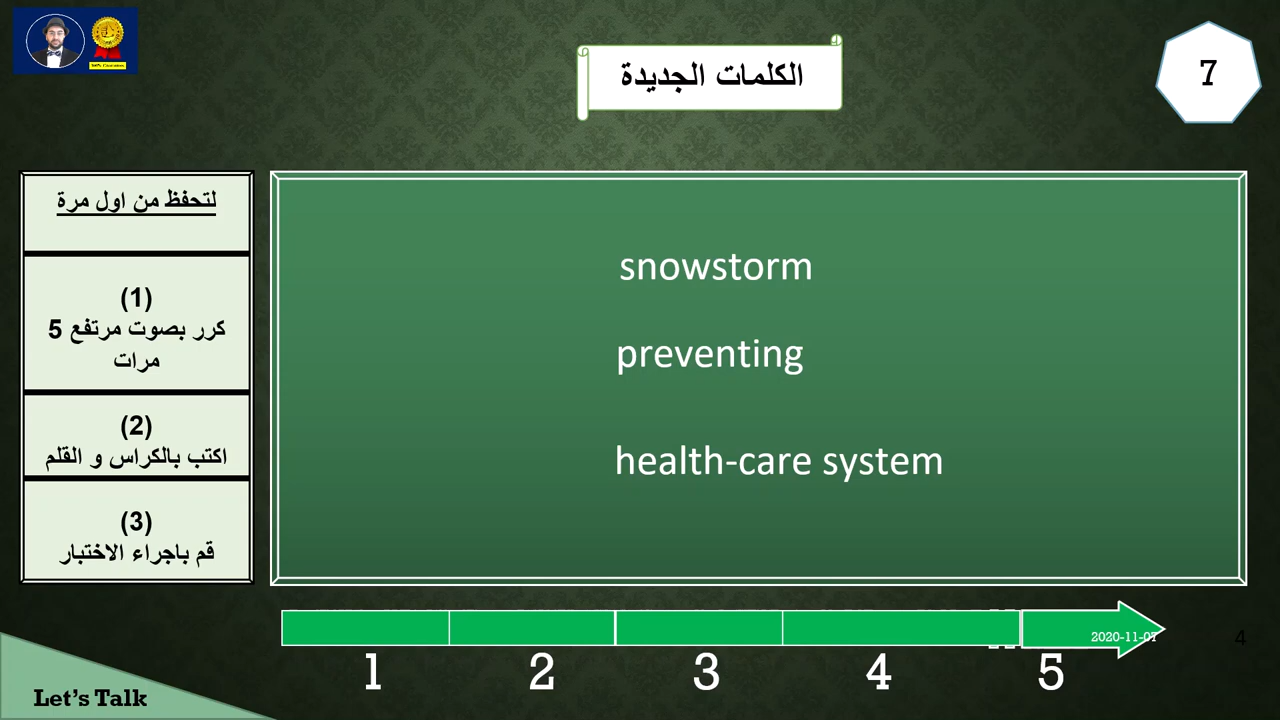 الكلمات الجديدة
7
لتحفظ من اول مرة
(1)
كرر بصوت مرتفع 5
مرات
(2)
اكتب بالكراس و القلم
(3)
قم باجراء الاختبار
snowstorm
preventing
health-care system
2020-11-07
4
1 2 3 4 5
Let's Talk